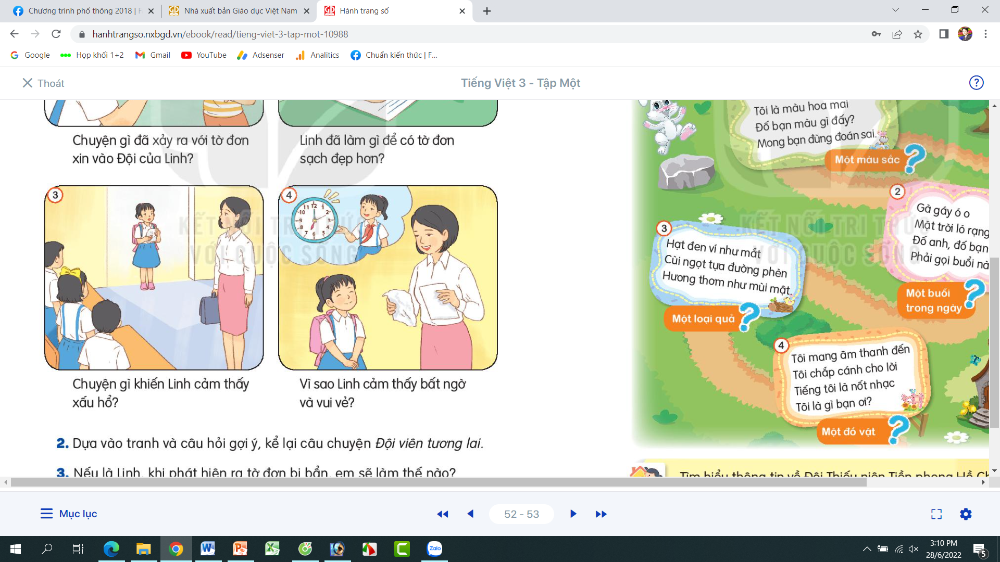 Chương trình phổ thông 2018 | F
Nhà xuất bản Giáo dục Việt Nam
Hành trang số
hanhtrangso.nxbgd.vn/ebook/read/tieng-viet-3-tap-mot-10988
Google
Họp khối 1+2
Gmail
YouTube
Adsenser
Analitics
Chuẩn kiến thức | F...
Thoát
Tiếng Việt 3 - Tập Một
Chuyện gì đã xảy ra với tờ đơn
xin vào Đội của Linh?
Linh đã làm gì để có tờ đơn
sạch đẹp hơn?
3
4
Chuyện gì khiến Linh cảm thấy
xấu hổ?
Vì sao Linh cảm thấy bất ngờ
và vui vẻ?
2. Dựa vào tranh và câu hỏi gợi ý, kể lại câu chuyện Đội viên tương lai.
3. Nếu là Linh, khi phát hiện ra tờ đơn bị bẩn, em sẽ làm thế nào?
KẾT NỐI TRI THỨC
VỚI CUỘC SỐNG
Tôi là màu hoa mai
Đố bạn màu gì đấy?
Mong bạn đừng đoán sai.
Một màu sắc
2
Gà gáy ó o
Mặt trời ló rạng
Đố anh, đố bạn
Phải gọi buổi nà
Một buổi
trong ngày
3
Hạt đen ví như mắt
Cùi ngọt tựa đường phèn
Hương thơm như mùi mật.
Một loại quả
4
Tôi mang âm thanh đến
Tôi chắp cánh cho lời
Tiếng tôi là nốt nhạc
Tôi là gì bạn ơi?
Một đồ vật
KẾT NỐI TRI THỨC
VỚI CUỘC SỐNG
Tìm hiểu thông tin về Đội Thiếu niên Tiền phong Hồ Ch
Mục lục
52 - 53
Zalo
3:10 PM
28/6/2022
5